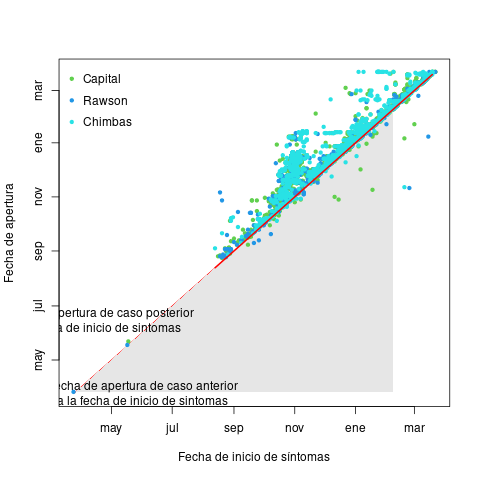 Capital
Rawson
Chimbas
Fecha de apertura
mar
ene
nov
sep
jul
may
apertura de caso posterior
a de inicio de sintomas
echa de apertura de caso anterior
a la fecha de inicio de sintomas
may jul sep nov ene mar
Fecha de inicio de síntomas